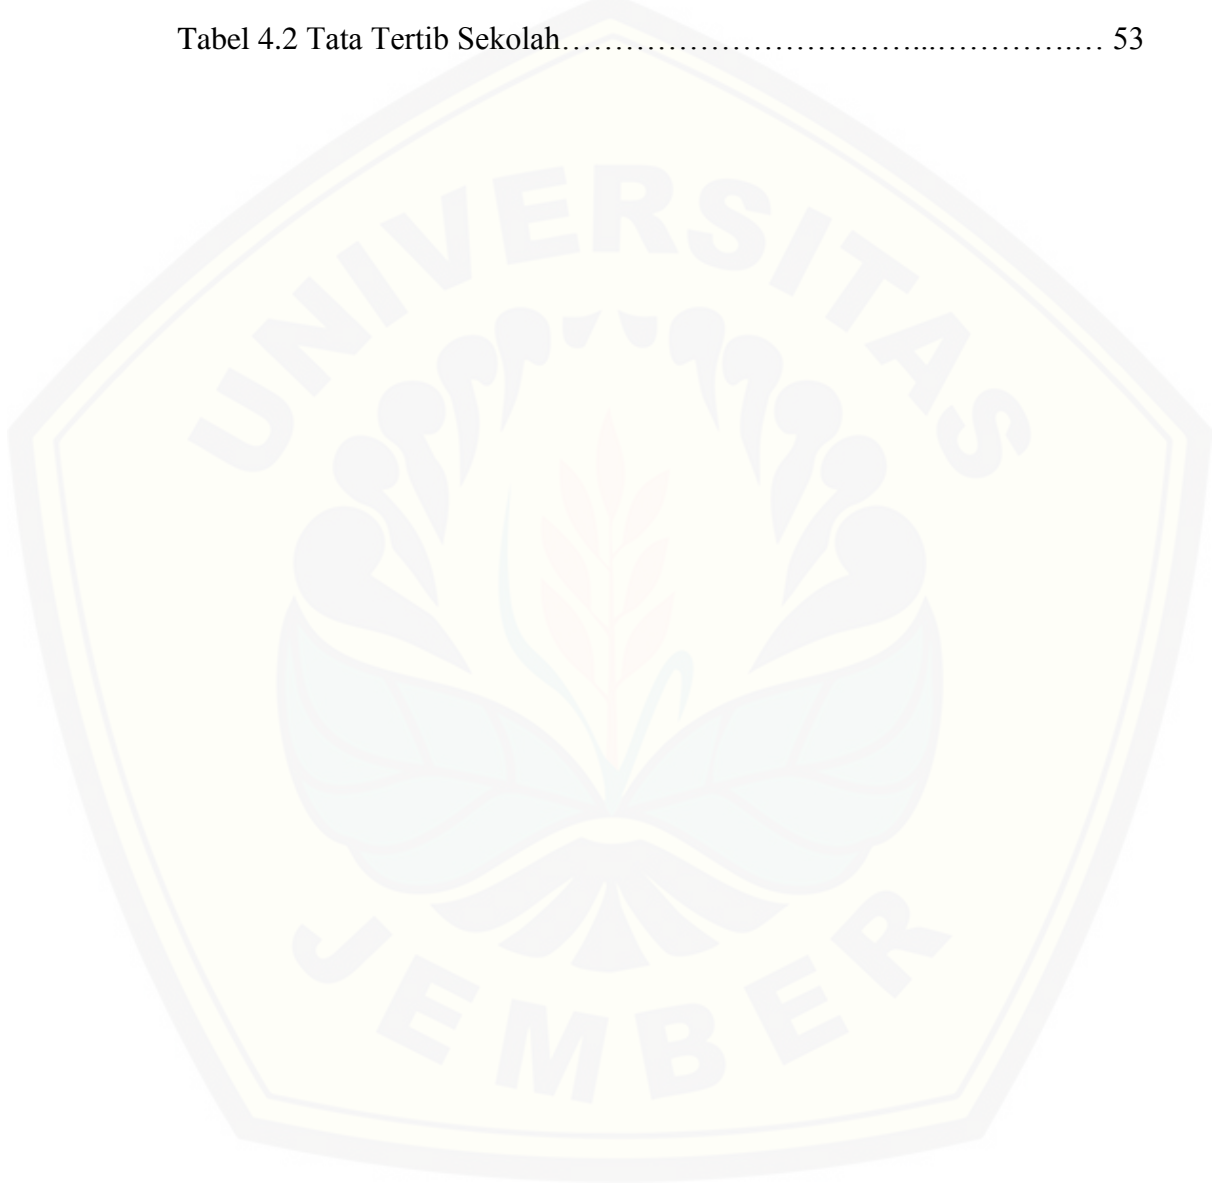 Tabel 4.2 Tata Tertib Sekolah……………………………...…………….… 53
UNIVERSITAS
JEMBER